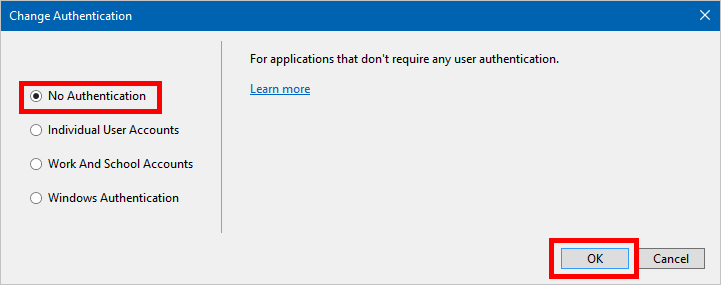 Change Authentication
No Authentication
Individual User Accounts
Work And School Accounts
Windows Authentication
For applications that don't require any user authentication.
Learn more
OK
Cancel